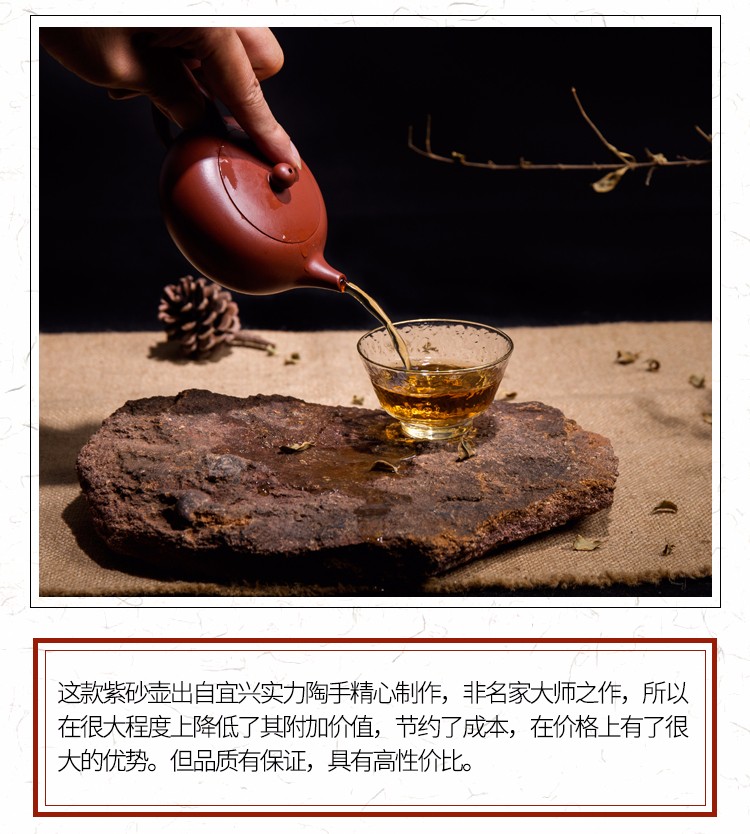 这款紫砂壶出自宜兴实力陶手精心制作，非名家大师之作，所以
在很大程度上降低了其附加价值，节约了成本，在价格上有了很
大的优势。但品质有保证，具有高性价比。